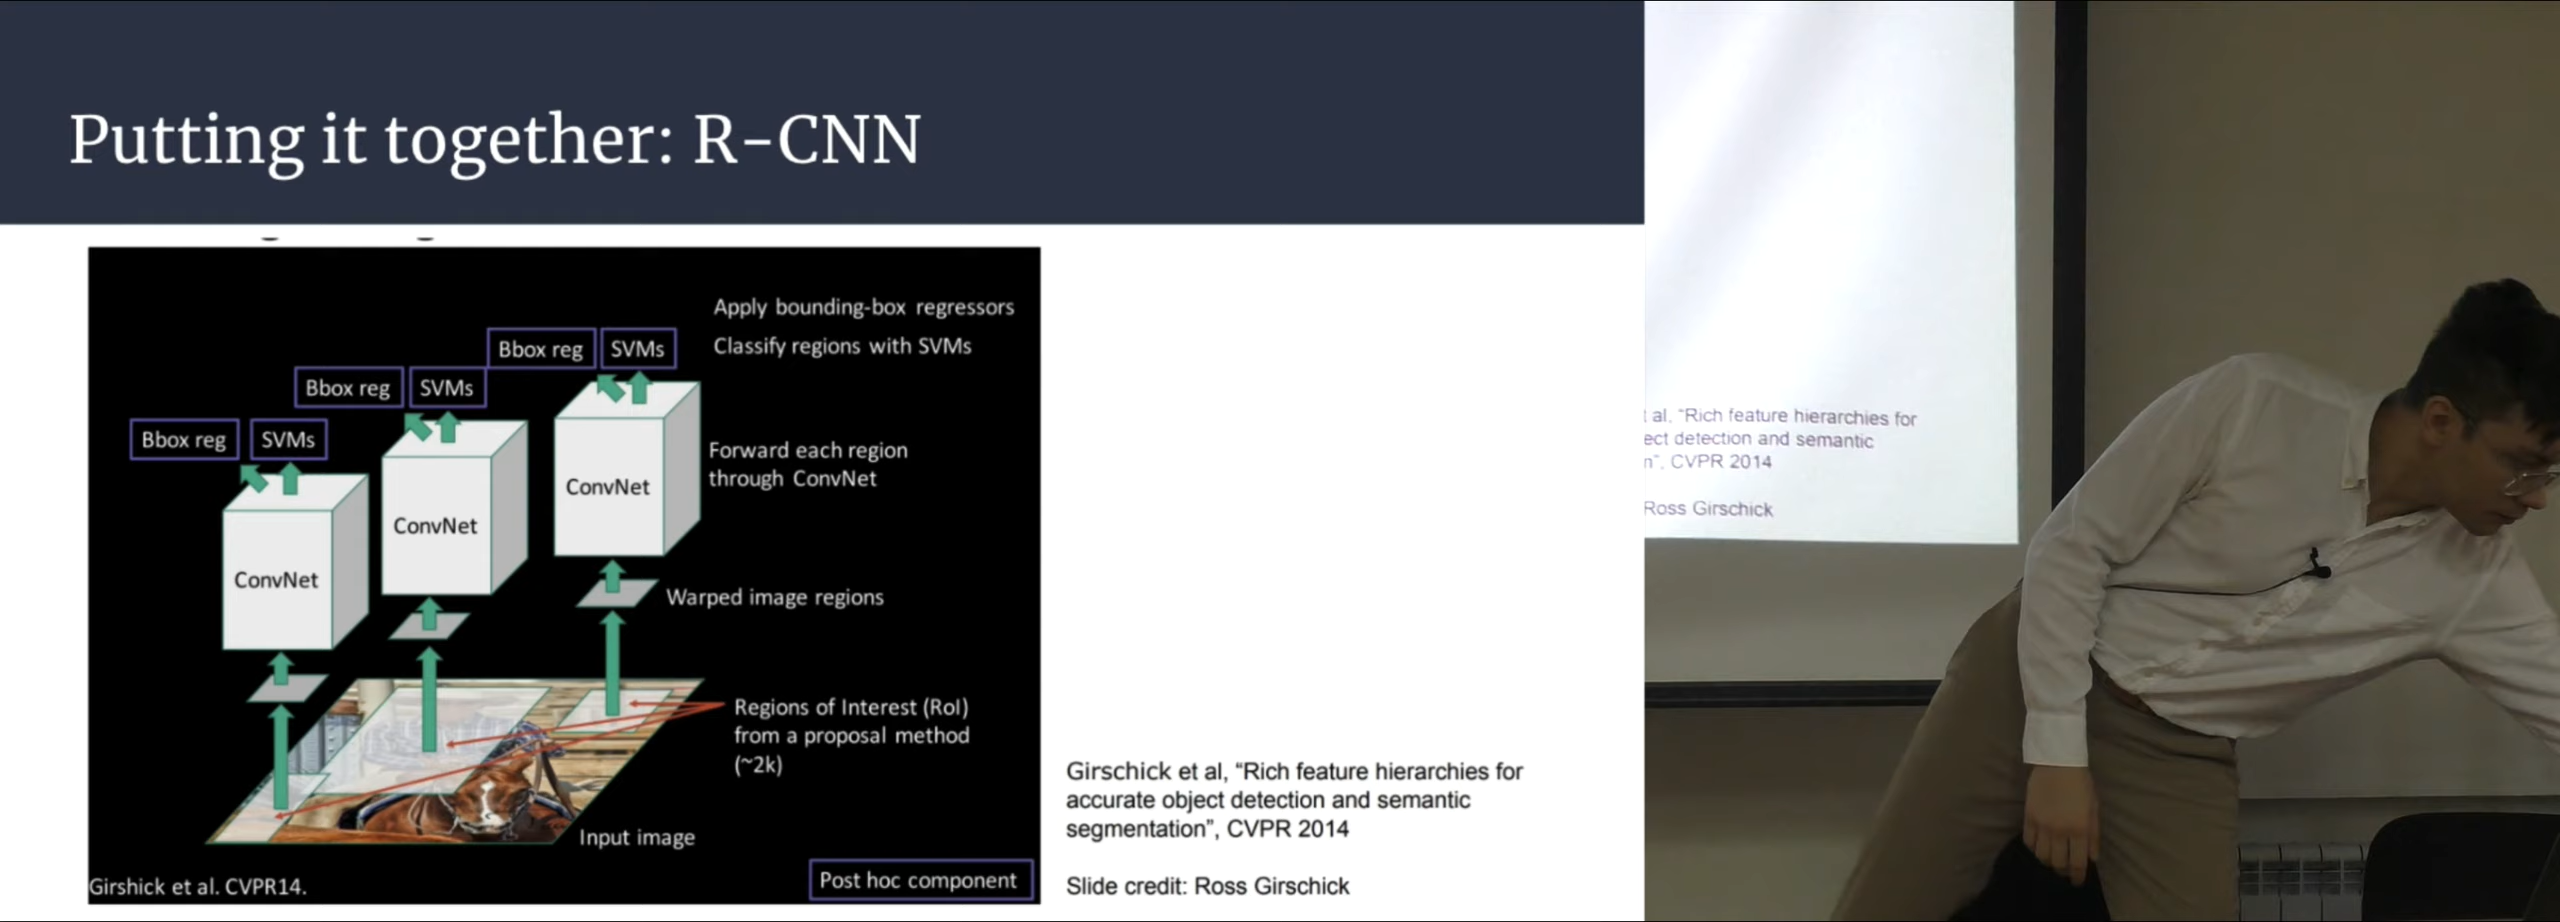 Putting it together: R-CNN
Apply bounding-box regressors
Bbox reg SVMs
Classify regions with SVMs
Bbox reg SVMs
Bbox reg SVMs
Forward each region
through ConvNet
ConvNet
ConvNet
ConvNet
Warped image regions
Regions of Interest (RoI)
from a proposal method
(~2k)
Input image
Post hoc component
Girshick et al. CVPR14.
Girschick et al, “Rich feature hierarchies for
accurate object detection and semantic
segmentation”, CVPR 2014
Slide credit: Ross Girschick
al, “Rich feature hierarchies for
ect detection and semantic
n”, CVPR 2014
Ross Girschick